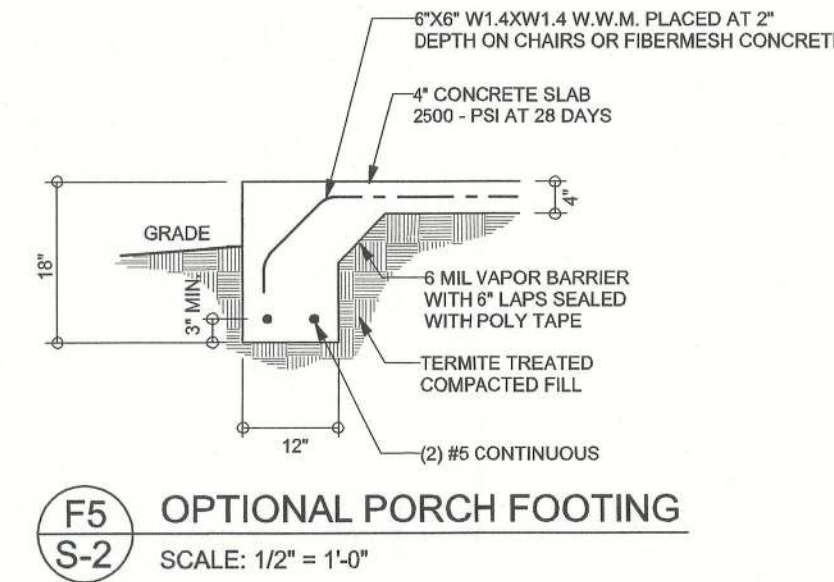 6"X6" W1.4XW1.4 W.W.M. PLACED AT 2"
DEPTH ON CHAIRS OR FIBERMESH CONCRETE
4" CONCRETE SLAB
2500 - PSI AT 28 DAYS
4"
GRADE
18"
3" MIN.
6 MIL VAPOR BARRIER
WITH 6" LAPS SEALED
WITH POLY TAPE
TERMITE TREATED
COMPACTED FILL
12"
(2) #5 CONTINUOUS
F5
S-2
OPTIONAL PORCH FOOTING
SCALE: 1/2" = 1'-0"